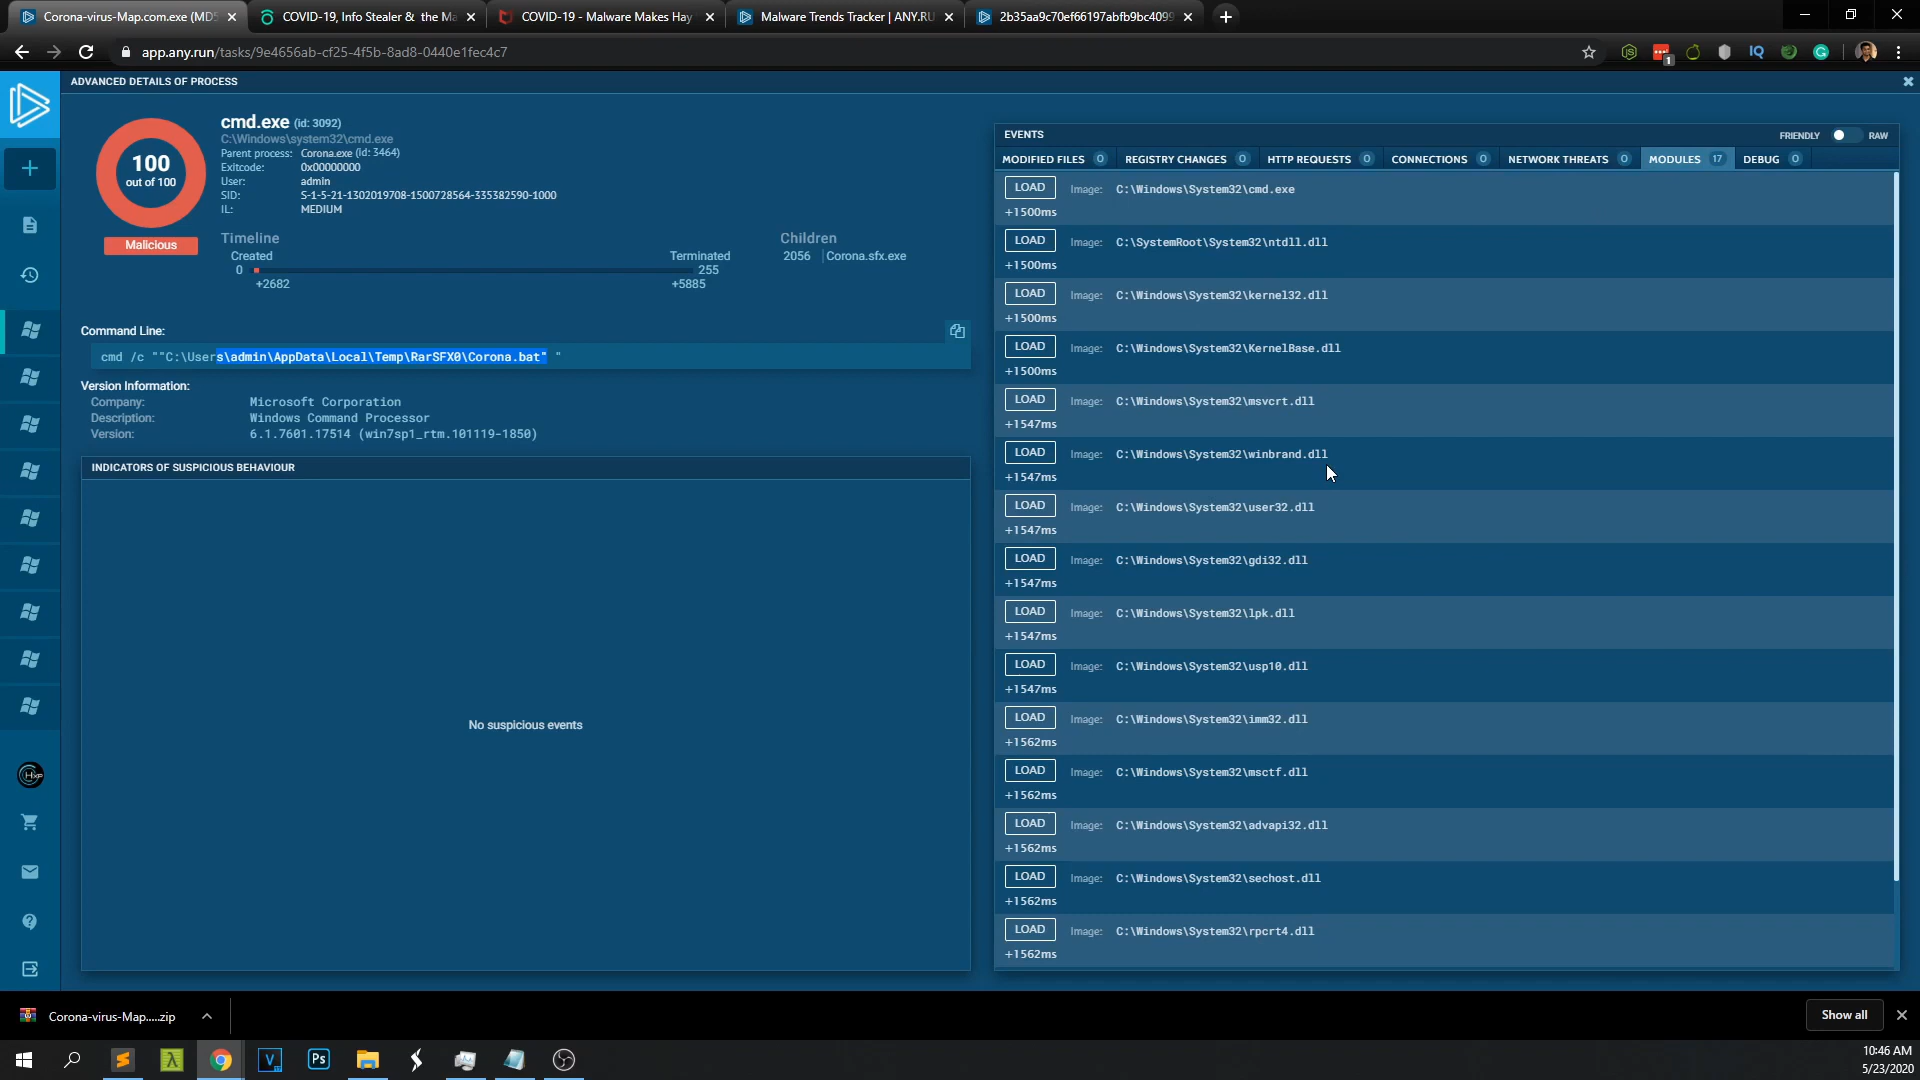 Corona-virus-Map.com.exe (MD5
COVID-19, Info Stealer & the Ma
COVID-19 - Malware Makes Hay
Malware Trends Tracker | ANY.RU
2b35aa9c70ef66197abfb9bc4099
app.any.run/tasks/9e4656ab-cf25-4f5b-8ad8-0440e1fec4c7
IQ
1
ADVANCED DETAILS OF PROCESS
100
out of 100
Malicious
cmd.exe (id: 3092)
C:\Windows\system32\cmd.exe
Parent process: Corona.exe (id: 3464)
Exitcode: 0x00000000
User: admin
SID: S-1-5-21-1302019708-1500728564-335382590-1000
IL: MEDIUM
Timeline
Created Terminated
0 255
+2682 +5885
Children
2056 Corona.sfx.exe
Command Line:
cmd /c ""C:\Users\admin\AppData\Local\Temp\RarSFX0\Corona.bat" "
Version Information:
Company: Microsoft Corporation
Description: Windows Command Processor
Version: 6.1.7601.17514 (win7sp1_rtm.101119-1850)
INDICATORS OF SUSPICIOUS BEHAVIOUR
No suspicious events
EVENTS
FRIENDLY RAW
MODIFIED FILES 0 REGISTRY CHANGES 0 HTTP REQUESTS 0 CONNECTIONS 0 NETWORK THREATS 0 MODULES 17 DEBUG 0
LOAD Image: C:\Windows\System32\cmd.exe
+1500ms
LOAD Image: C:\SystemRoot\System32\ntdll.dll
+1500ms
LOAD Image: C:\Windows\System32\kernel32.dll
+1500ms
LOAD Image: C:\Windows\System32\KernelBase.dll
+1500ms
LOAD Image: C:\Windows\System32\msvcrt.dll
+1547ms
LOAD Image: C:\Windows\System32\winbrand.dll
+1547ms
LOAD Image: C:\Windows\System32\user32.dll
+1547ms
LOAD Image: C:\Windows\System32\gdi32.dll
+1547ms
LOAD Image: C:\Windows\System32\lpk.dll
+1547ms
LOAD Image: C:\Windows\System32\usp10.dll
+1547ms
LOAD Image: C:\Windows\System32\imm32.dll
+1562ms
LOAD Image: C:\Windows\System32\msctf.dll
+1562ms
LOAD Image: C:\Windows\System32\advapi32.dll
+1562ms
LOAD Image: C:\Windows\System32\sechost.dll
+1562ms
LOAD Image: C:\Windows\System32\rpcrt4.dll
+1562ms
Corona-virus-Map.....zip
Show all
Ps
10:46 AM
5/23/2020